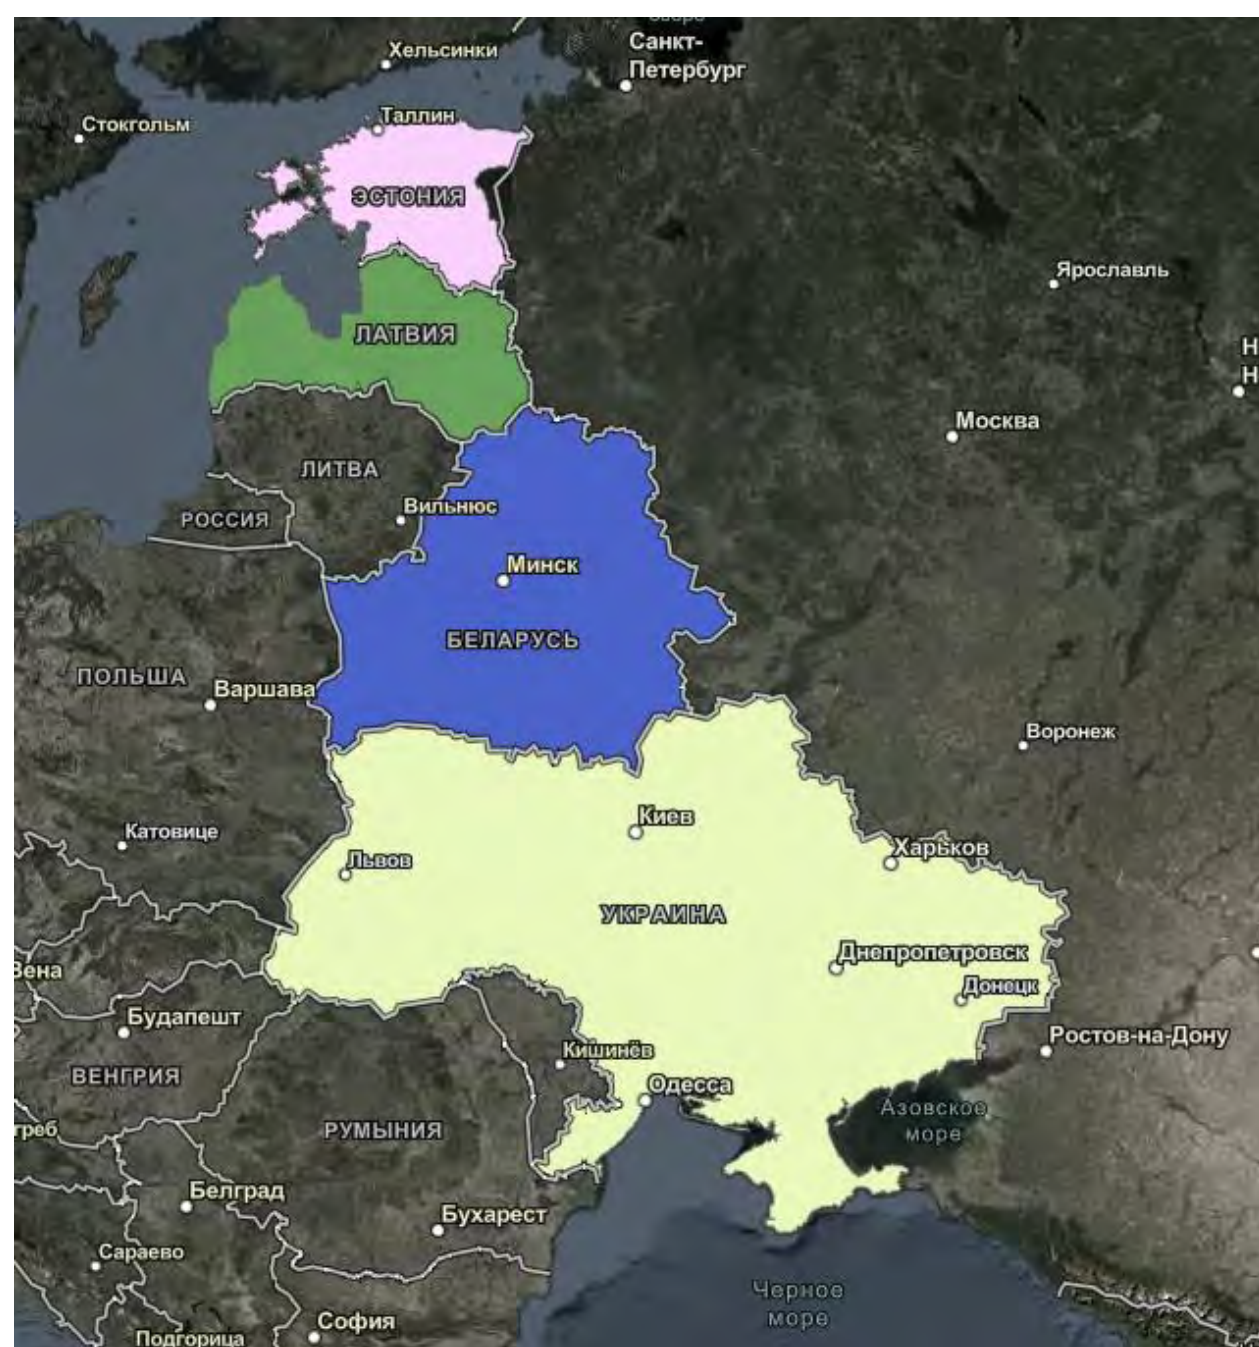 Хельсинки
Санкт-
Петербург
Стокгольм
Таллин
ЭСТОНИЯ
Ярославль
ЛАТВИЯ
Н
Н
Москва
ЛИТВА
Вильнюс
РОССИЯ
Минск
БЕЛАРУСЬ
ПОЛЬША
Варшава
Воронеж
Киев
Катовице
Львов
Харьков
УКРАИНА
Днепропетровск
Вена
Донецк
Будапешт
Ростов-на-Дону
Кишинёв
ВЕНГРИЯ
Одесса
Азовское
море
греб
РУМЫНИЯ
Белград
Бухарест
Сараево
Черное
море
София
Подгорица